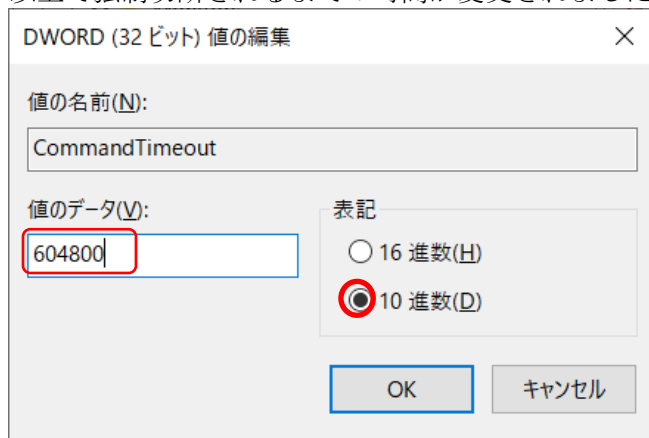 DWORD (32 ビット) 値の編集
値の名前(N):
CommandTimeout
値のデータ(V):
604800
表記
16 進数(H)
10 進数(D)
OK
キャンセル